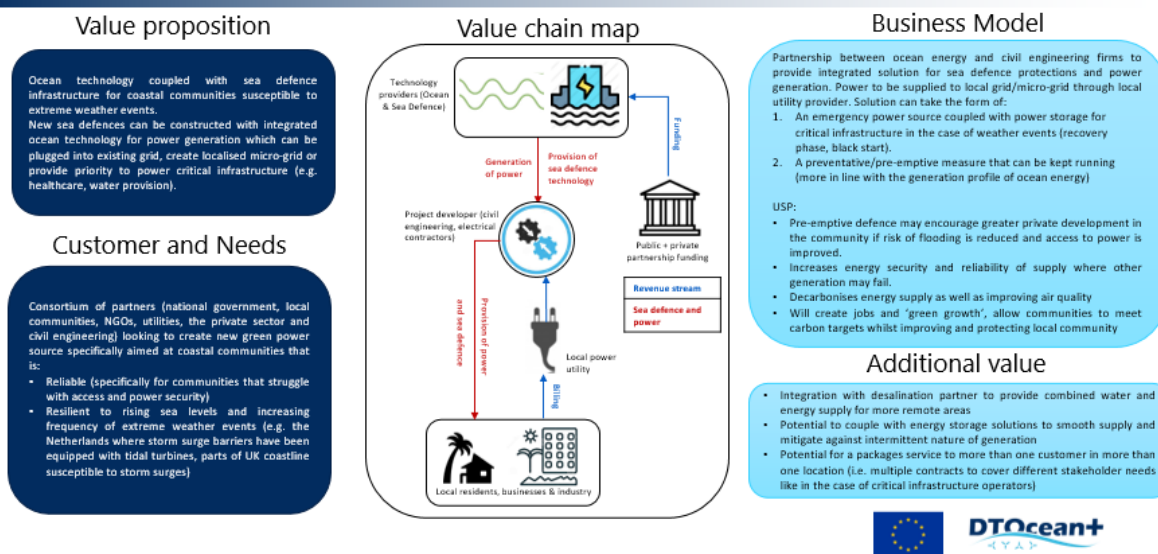 Value proposition
Ocean technology coupled with sea defence
infrastructure for coastal communities susceptible to
extreme weather events.
New sea defences can be constructed with integrated
ocean technology for power generation which can be
plugged into existing grid, create localised micro-grid or
provide priority to power critical infrastructure (e.g.
healthcare, water provision).
Customer and Needs
Consortium of partners (national government, local
communities, NGOs, utilities, the private sector and
civil engineering) looking to create new green power
source specifically aimed at coastal communities that
is:
• Reliable (specifically for communities that struggle
with access and power security)
• Resilient to rising sea levels and increasing
frequency of extreme weather events (e.g. the
Netherlands where storm surge barriers have been
equipped with tidal turbines, parts of UK coastline
susceptible to storm surges)
Value chain map
Technology
providers (Ocean
& Sea Defence)
Generation
of power
Provision of
sea defence
technology
Funding
Project developer (civil
engineering, electrical
contractors)
Public + private
partnership funding
Revenue stream
Sea defence and
power
Provision of power
and sea defence
Local power
utility
Billing
Local residents, businesses & industry
Business Model
Partnership between ocean energy and civil engineering firms to
provide integrated solution for sea defence protections and power
generation. Power to be supplied to local grid/micro-grid through local
utility provider. Solution can take the form of:
1. An emergency power source coupled with power storage for
critical infrastructure in the case of weather events (recovery
phase, black start).
2. A preventative/pre-emptive measure that can be kept running
(more in line with the generation profile of ocean energy)
USP:
• Pre-emptive defence may encourage greater private development in
the community if risk of flooding is reduced and access to power is
improved.
• Increases energy security and reliability of supply where other
generation may fail.
• Decarbonises energy supply as well as improving air quality
• Will create jobs and 'green growth', allow communities to meet
carbon targets whilst improving and protecting local community
Additional value
• Integration with desalination partner to provide combined water and
energy supply for more remote areas
• Potential to couple with energy storage solutions to smooth supply and
mitigate against intermittent nature of generation
• Potential for a packages service to more than one customer in more than
one location (i.e. multiple contracts to cover different stakeholder needs
like in the case of critical infrastructure operators)
DTOcean+